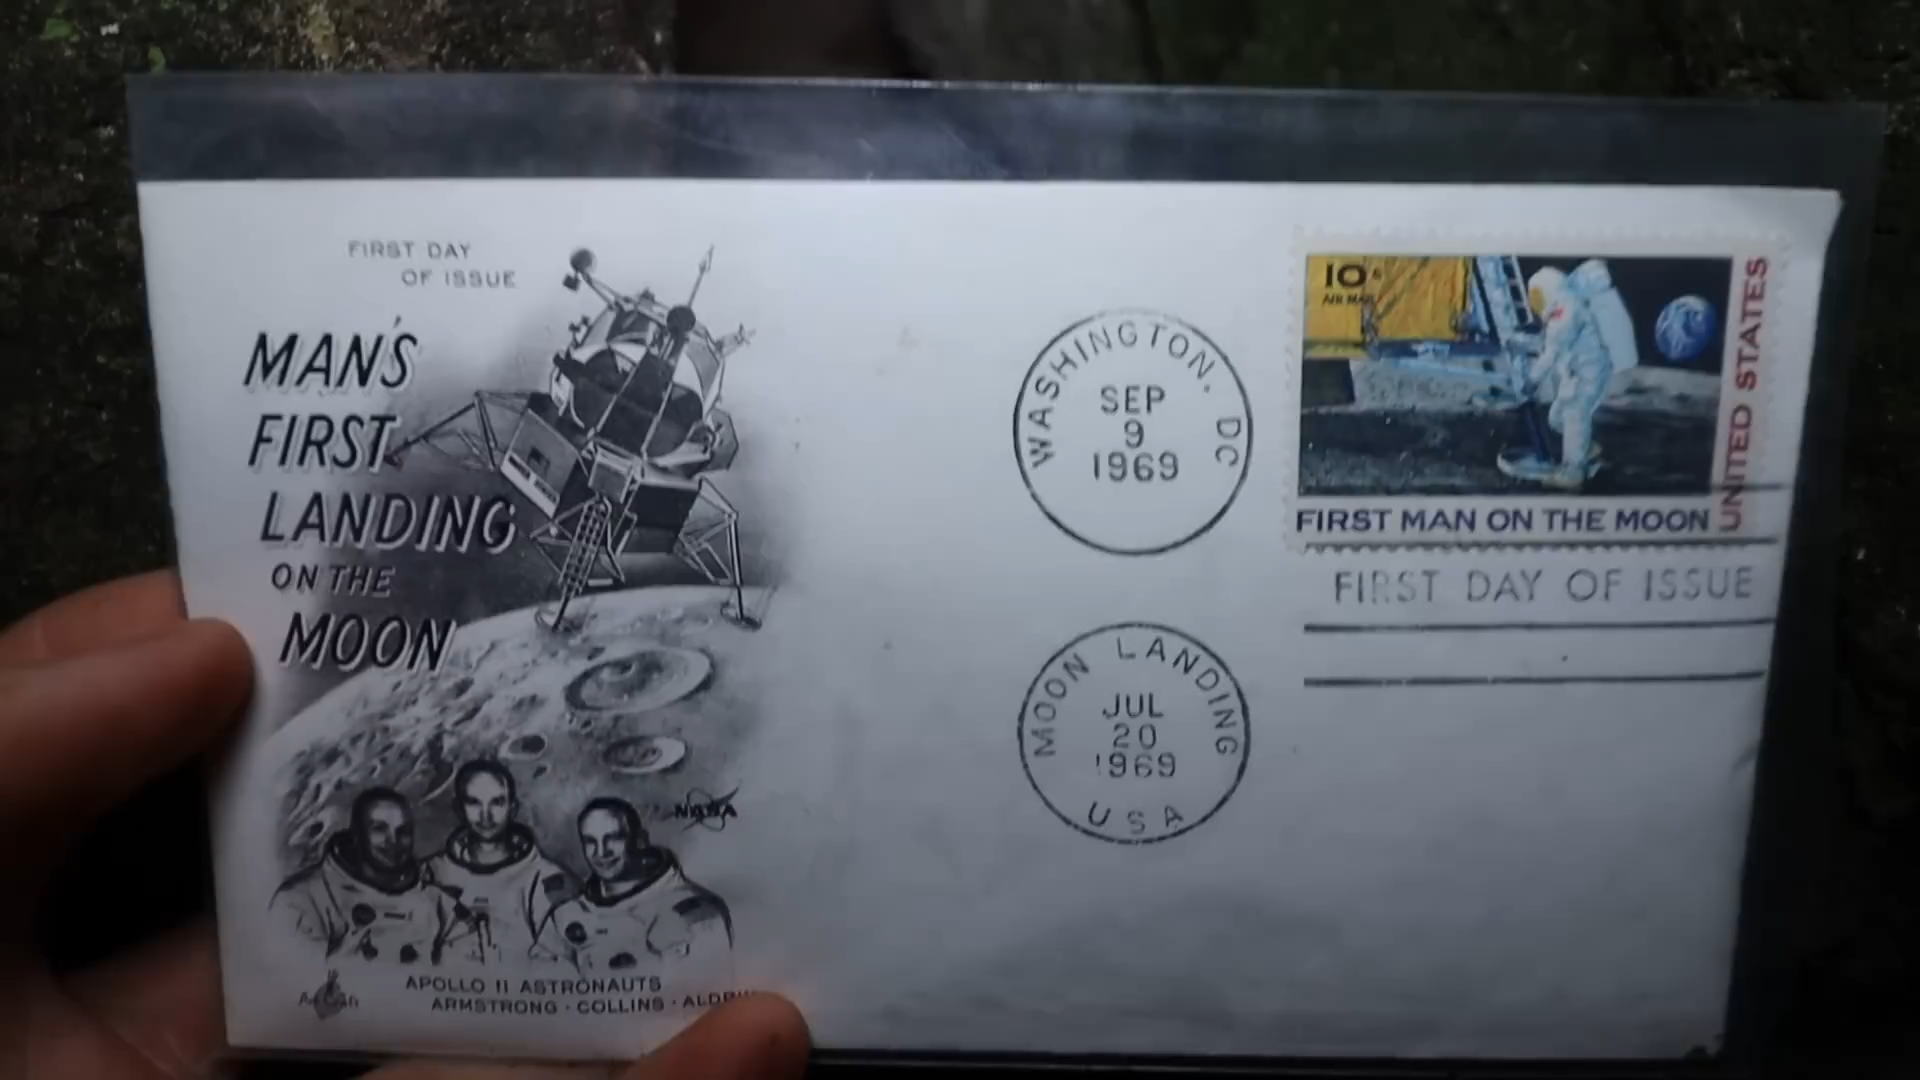 FIRST DAY
OF ISSUE
MAN'S
FIRST
LANDING
ON THE
MOON
NASA
APOLLO 11 ASTRONAUTS
ARMSTRONG · COLLINS ·
ArtCraft
WASHINGTON, DC
SEP
9
1969
MOON LANDING
JUL
20
1969
USA
10¢
AIR MAIL
UNITED STATES
FIRST MAN ON THE MOON
FIRST DAY OF ISSUE